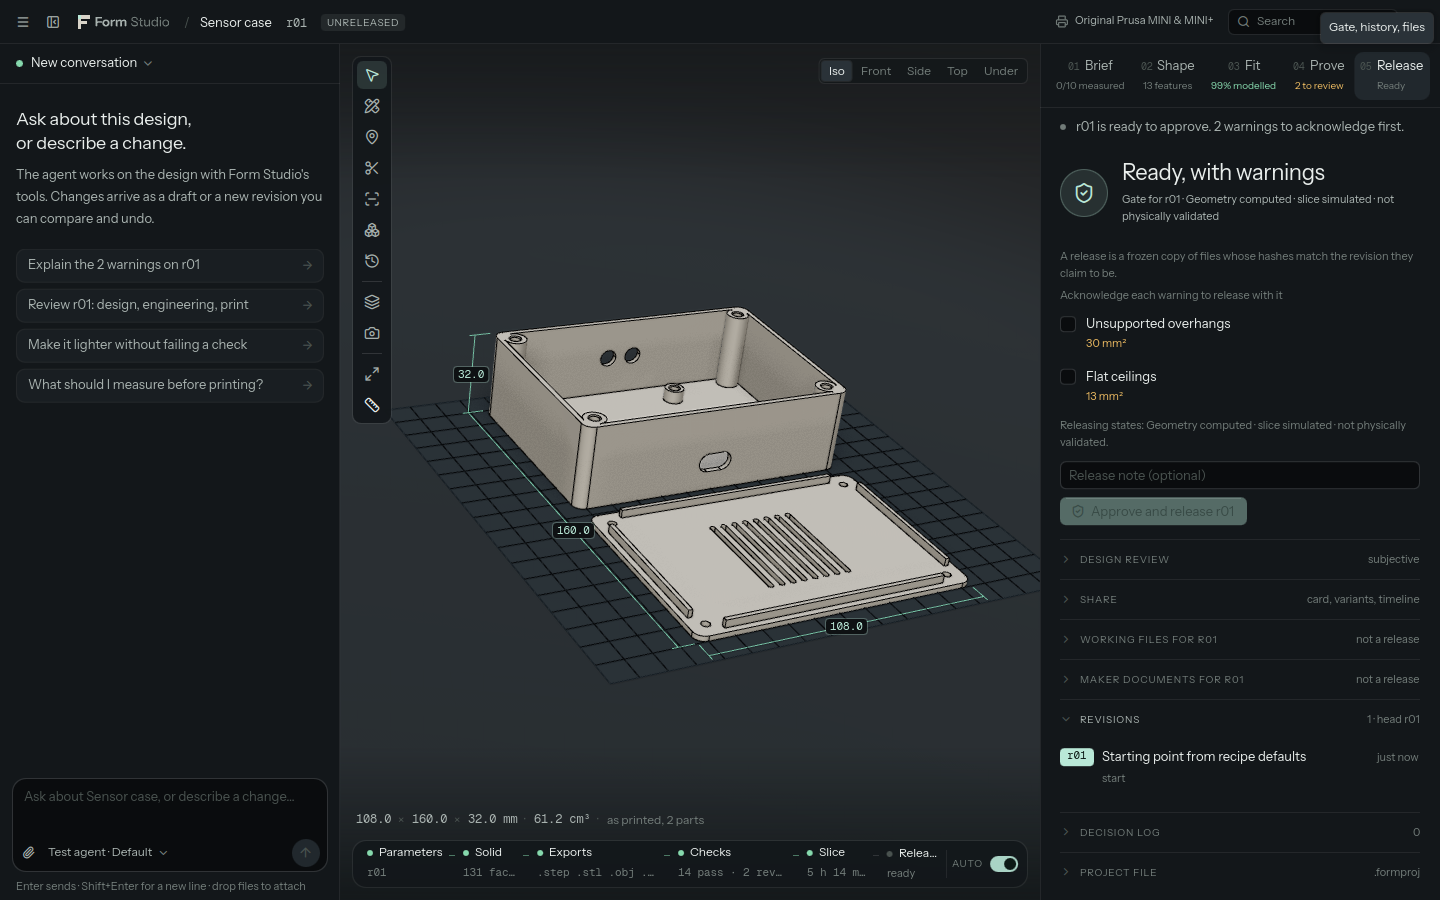 Form Studio / Sensor case r01 UNRELEASED
Original Prusa MINI & MINI+
Search
Gate, history, files
New conversation
Ask about this design,
or describe a change.
The agent works on the design with Form Studio's
tools. Changes arrive as a draft or a new revision you
can compare and undo.
Explain the 2 warnings on r01
Review r01: design, engineering, print
Make it lighter without failing a check
What should I measure before printing?
Ask about Sensor case, or describe a change...
Test agent · Default
Enter sends · Shift+Enter for a new line · drop files to attach
Iso Front Side Top Under
32.0
160.0
108.0
108.0 × 160.0 × 32.0 mm · 61.2 cm³ · as printed, 2 parts
Parameters Solid Exports Checks Slice Relea…
r01 131 fac… .step .stl .obj .… 14 pass · 2 rev… 5 h 14 m… ready
AUTO
01 Brief 02 Shape 03 Fit 04 Prove 05 Release
0/10 measured 13 features 99% modelled 2 to review Ready
r01 is ready to approve. 2 warnings to acknowledge first.
Ready, with warnings
Gate for r01 · Geometry computed · slice simulated · not
physically validated
A release is a frozen copy of files whose hashes match the revision they
claim to be.
Acknowledge each warning to release with it
Unsupported overhangs
30 mm²
Flat ceilings
13 mm²
Releasing states: Geometry computed · slice simulated · not physically
validated.
Release note (optional)
Approve and release r01
DESIGN REVIEW subjective
SHARE card, variants, timeline
WORKING FILES FOR R01 not a release
MAKER DOCUMENTS FOR R01 not a release
REVISIONS 1 · head r01
r01 Starting point from recipe defaults just now
start
DECISION LOG 0
PROJECT FILE .formproj